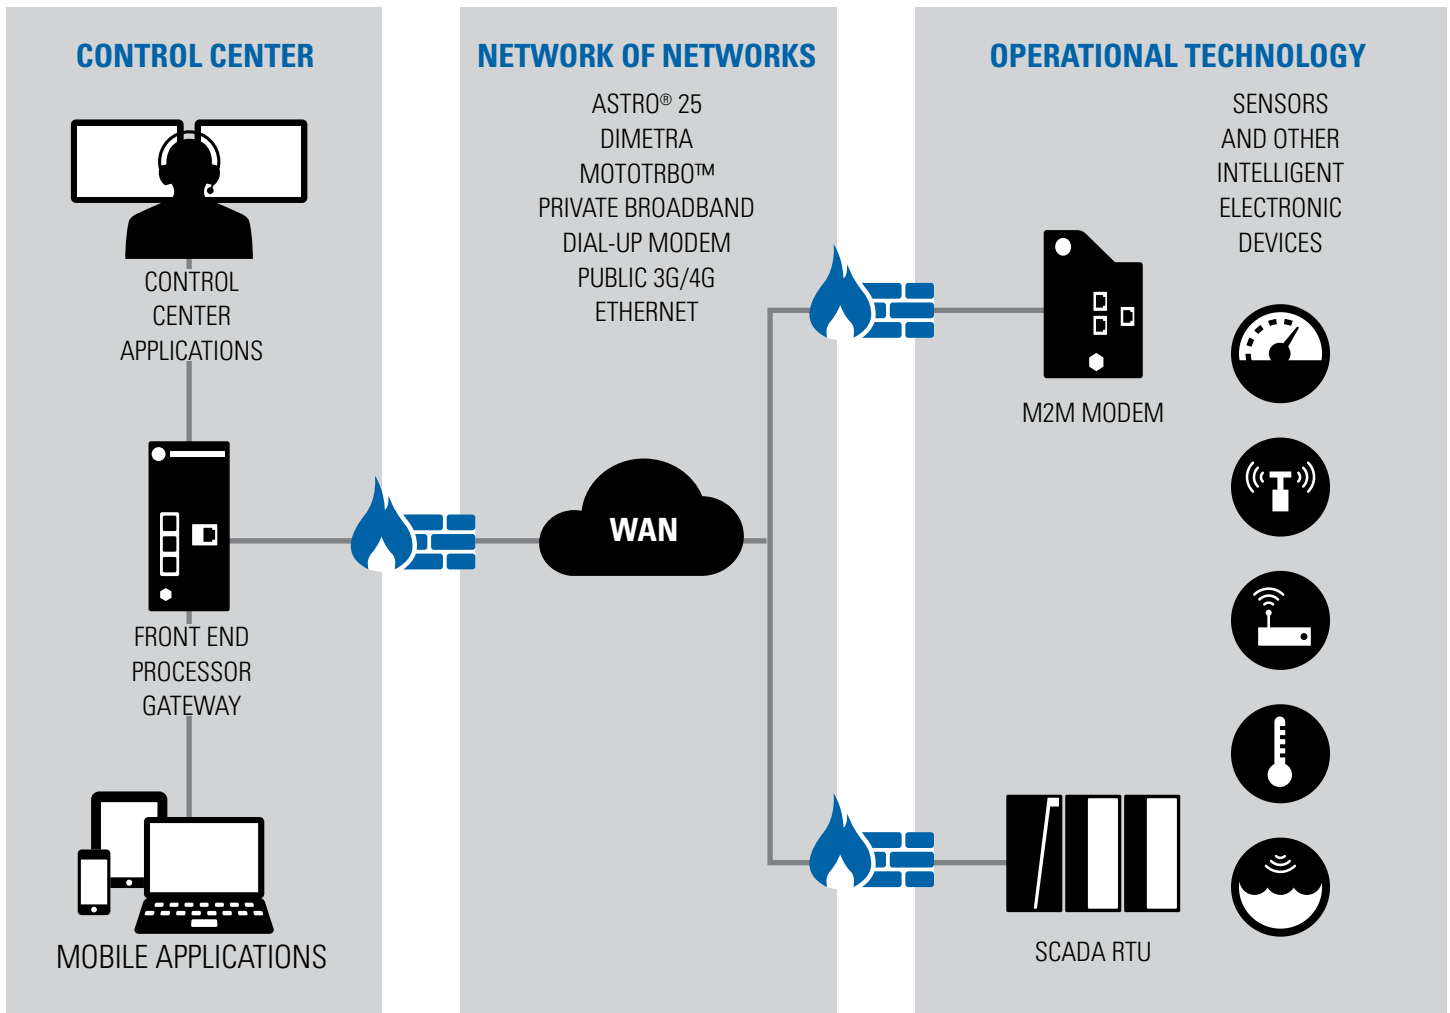 CONTROL CENTER
CONTROL
CENTER
APPLICATIONS
FRONT END
PROCESSOR
GATEWAY
MOBILE APPLICATIONS
NETWORK OF NETWORKS
ASTRO® 25
DIMETRA
MOTOTRBO™
PRIVATE BROADBAND
DIAL-UP MODEM
PUBLIC 3G/4G
ETHERNET
WAN
OPERATIONAL TECHNOLOGY
SENSORS
AND OTHER
INTELLIGENT
ELECTRONIC
DEVICES
M2M MODEM
SCADA RTU